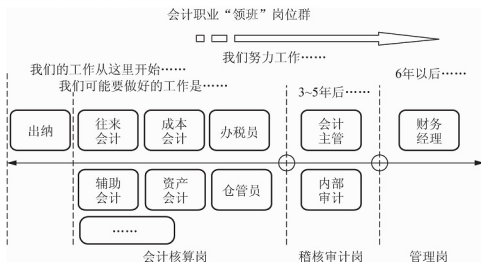 会计职业“领班”岗位群
我们努力工作……
我们的工作从这里开始……
我们可能要做好的工作是……
3~5年后……
6年以后……
出纳
往来
会计
成本
会计
办税员
会计
主管
财务
经理
辅助
会计
资产
会计
仓管员
内部
审计
……
会计核算岗
稽核审计岗
管理岗